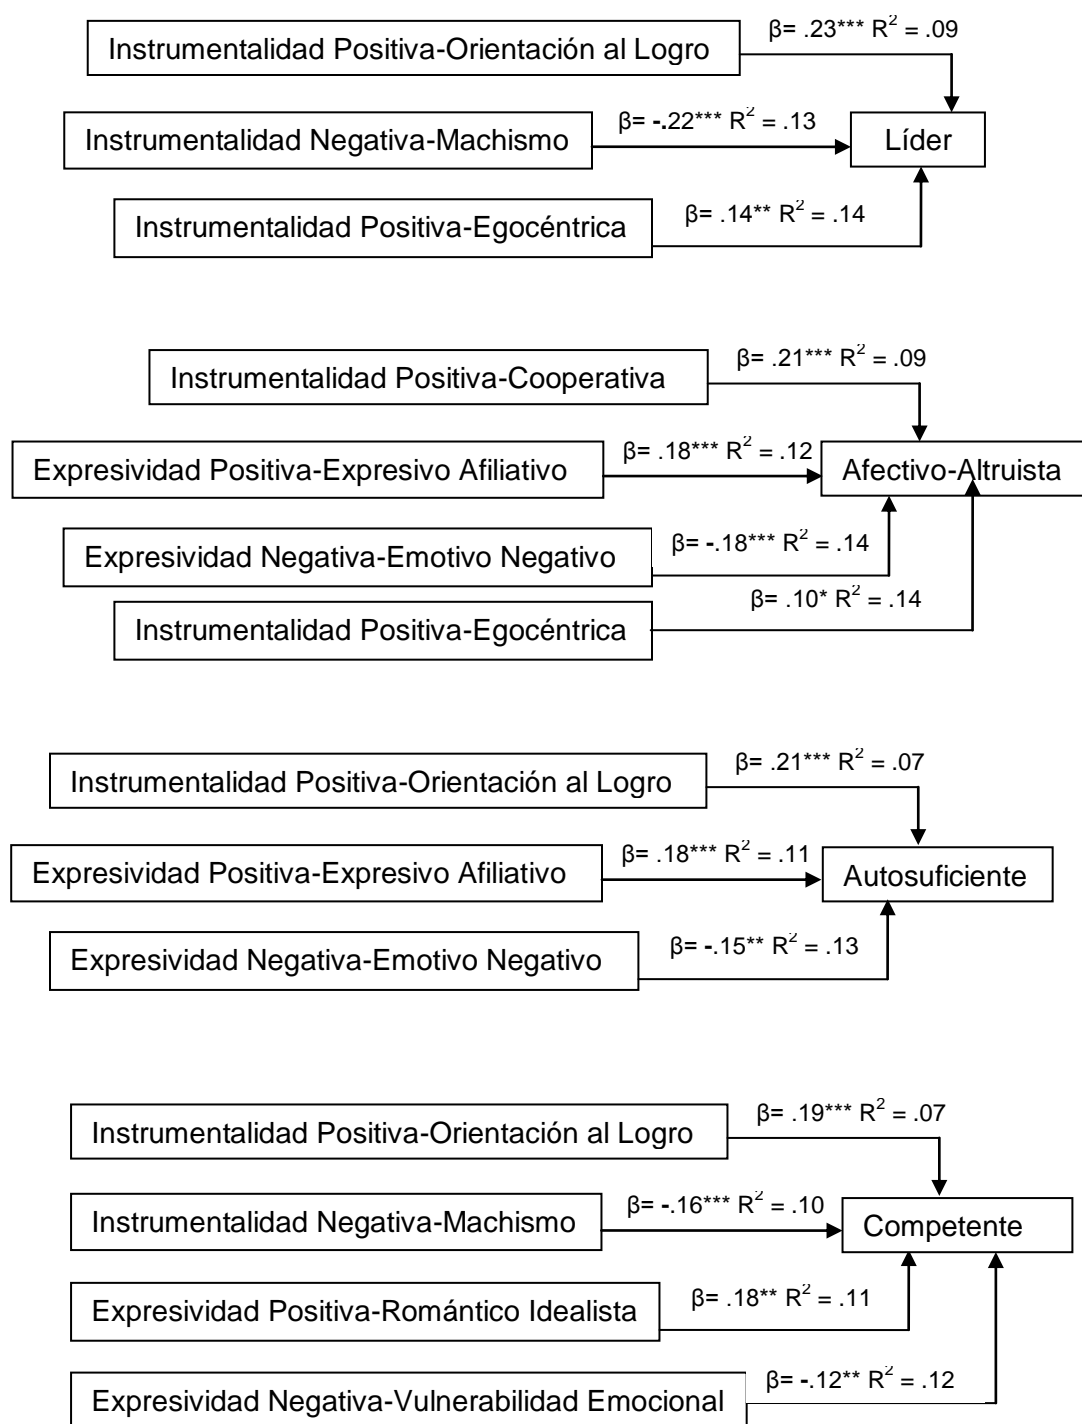 β= .23*** R² = .09
Instrumentalidad Positiva-Orientación al Logro
β= -.22*** R² = .13
Instrumentalidad Negativa-Machismo
Líder
β= .14** R² = .14
Instrumentalidad Positiva-Egocéntrica
β= .21*** R² = .09
Instrumentalidad Positiva-Cooperativa
β= .18*** R² = .12
Expresividad Positiva-Expresivo Afiliativo
Afectivo-Altruista
β= -.18*** R² = .14
Expresividad Negativa-Emotivo Negativo
β= .10* R² = .14
Instrumentalidad Positiva-Egocéntrica
β= .21*** R² = .07
Instrumentalidad Positiva-Orientación al Logro
β= .18*** R² = .11
Expresividad Positiva-Expresivo Afiliativo
Autosuficiente
β= -.15** R² = .13
Expresividad Negativa-Emotivo Negativo
β= .19*** R² = .07
Instrumentalidad Positiva-Orientación al Logro
β= -.16*** R² = .10
Instrumentalidad Negativa-Machismo
Competente
β= .18** R² = .11
Expresividad Positiva-Romántico Idealista
β= -.12** R² = .12
Expresividad Negativa-Vulnerabilidad Emocional